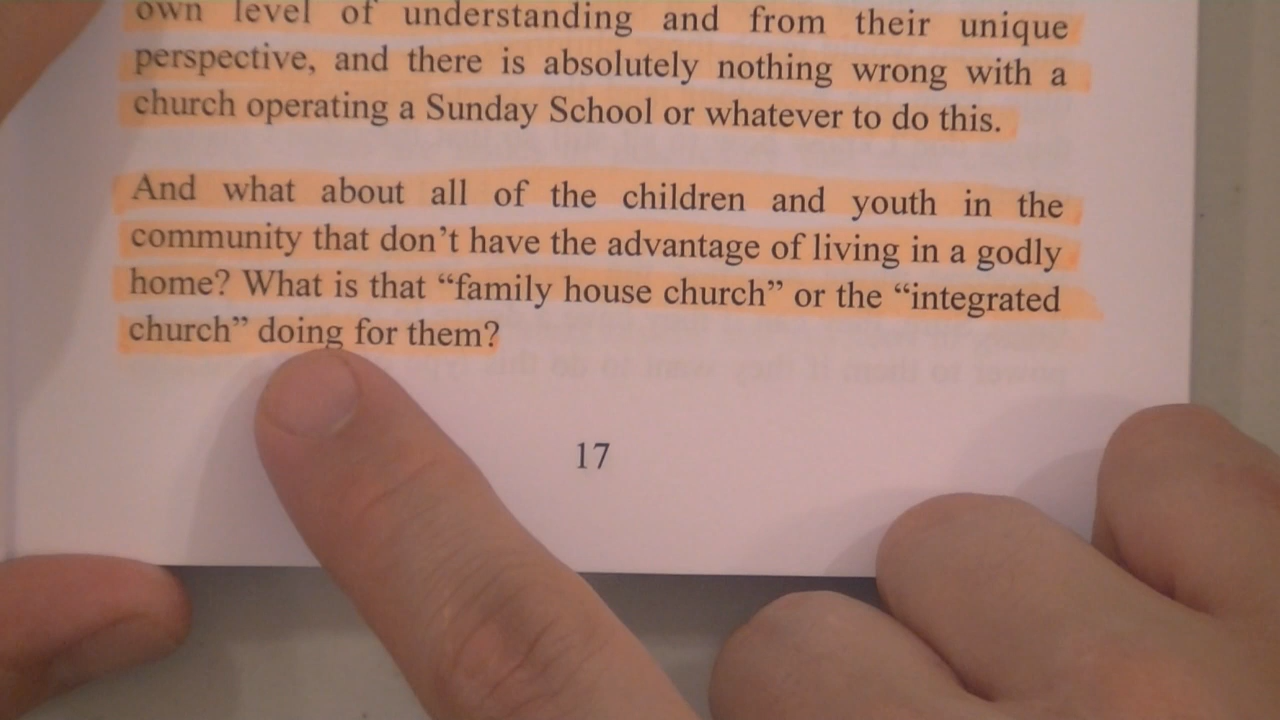 own level of understanding and from their unique
perspective, and there is absolutely nothing wrong with a
church operating a Sunday School or whatever to do this.
And what about all of the children and youth in the
community that don’t have the advantage of living in a godly
home? What is that “family house church” or the “integrated
church” doing for them?
17